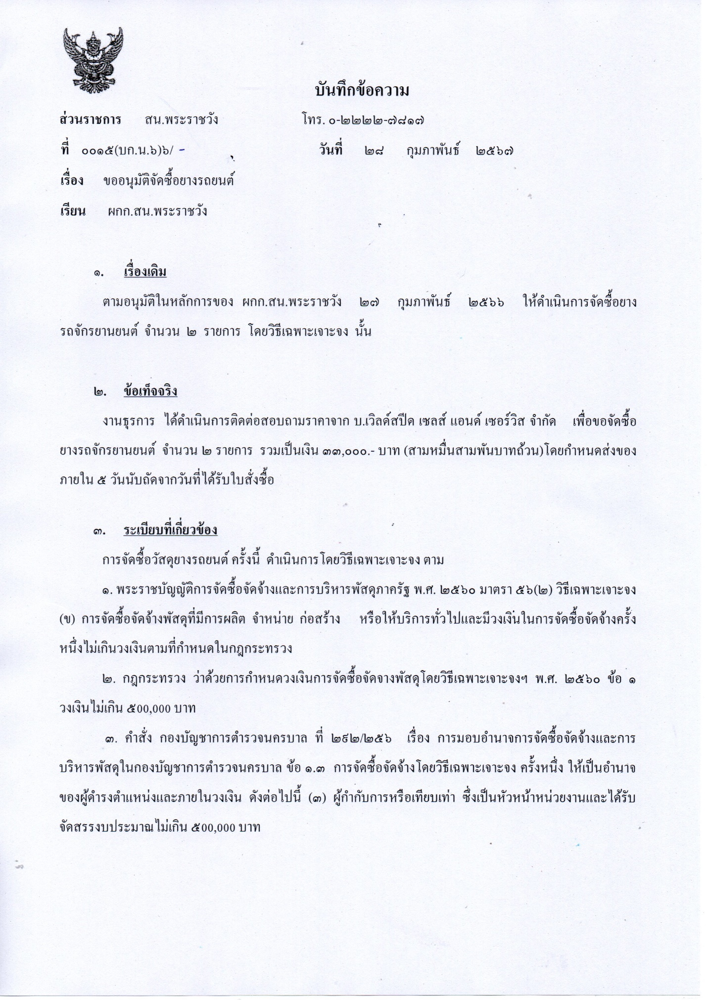 บันทึกข้อความ
ส่วนราชการ สน.พระราชวัง โทร. ๐-๒๒๒๒-๗๘๑๗
ที่ ๐๐๑๕(บก.น.๖)๖/ - วันที่ ๒๘ กุมภาพันธ์ ๒๕๖๗
เรื่อง ขออนุมัติจัดซื้อยางรถยนต์
เรียน ผกก.สน.พระราชวัง
๑. เรื่องเดิม
ตามอนุมัติในหลักการของ ผกก.สน.พระราชวัง ๒๗ กุมภาพันธ์ ๒๕๖๖ ให้ดำเนินการจัดซื้อยาง
รถจักรยานยนต์ จำนวน ๒ รายการ โดยวิธีเฉพาะเจาะจง นั้น
๒. ข้อเท็จจริง
งานธุรการ ได้ดำเนินการติดต่อสอบถามราคาจาก บ.เวิลด์สปีด เซลส์ แอนด์ เซอร์วิส จำกัด เพื่อขอจัดซื้อ
ยางรถจักรยานยนต์ จำนวน ๒ รายการ รวมเป็นเงิน ๓๓,๐๐๐.- บาท (สามหมื่นสามพันบาทถ้วน)โดยกำหนดส่งของ
ภายใน ๕ วันนับถัดจากวันที่ได้รับใบสั่งซื้อ
๓. ระเบียบที่เกี่ยวข้อง
การจัดซื้อวัสดุยางรถยนต์ ครั้งนี้ ดำเนินการโดยวิธีเฉพาะเจาะจง ตาม
๑. พระราชบัญญัติการจัดซื้อจัดจ้างและการบริหารพัสดุภาครัฐ พ.ศ. ๒๕๖๐ มาตรา ๕๖(๒) วิธีเฉพาะเจาะจง
(ข) การจัดซื้อจัดจ้างพัสดุที่มีการผลิต จำหน่าย ก่อสร้าง หรือให้บริการทั่วไปและมีวงเงินในการจัดซื้อจัดจ้างครั้ง
หนึ่งไม่เกินวงเงินตามที่กำหนดในกฎกระทรวง
๒. กฎกระทรวง ว่าด้วยการกำหนดวงเงินการจัดซื้อจัดจางพัสดุโดยวิธีเฉพาะเจาะจงฯ พ.ศ. ๒๕๖๐ ข้อ ๑
วงเงินไม่เกิน ๕00,000 บาท
๓. คำสั่ง กองบัญชาการตำรวจนครบาล ที่ ๒๙๒/๒๕๖ เรื่อง การมอบอำนาจการจัดซื้อจัดจ้างและการ
บริหารพัสดุในกองบัญชาการตำรวจนครบาล ข้อ ๑.๓ การจัดซื้อจัดจ้างโดยวิธีเฉพาะเจาะจง ครั้งหนึ่ง ให้เป็นอำนาจ
ของผู้ดำรงตำแหน่งและภายในวงเงิน ดังต่อไปนี้ (๓) ผู้กำกับการหรือเทียบเท่า ซึ่งเป็นหัวหน้าหน่วยงานและได้รับ
จัดสรรงบประมาณไม่เกิน ๕00,000 บาท